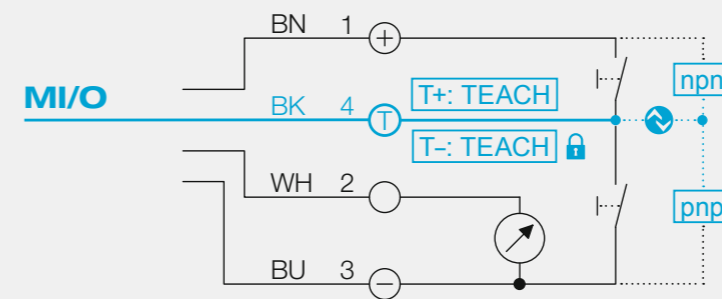 BN 1 +
MI/O
BK 4 T
T+: TEACH
npn
T–: TEACH
WH 2
pnp
BU 3 –